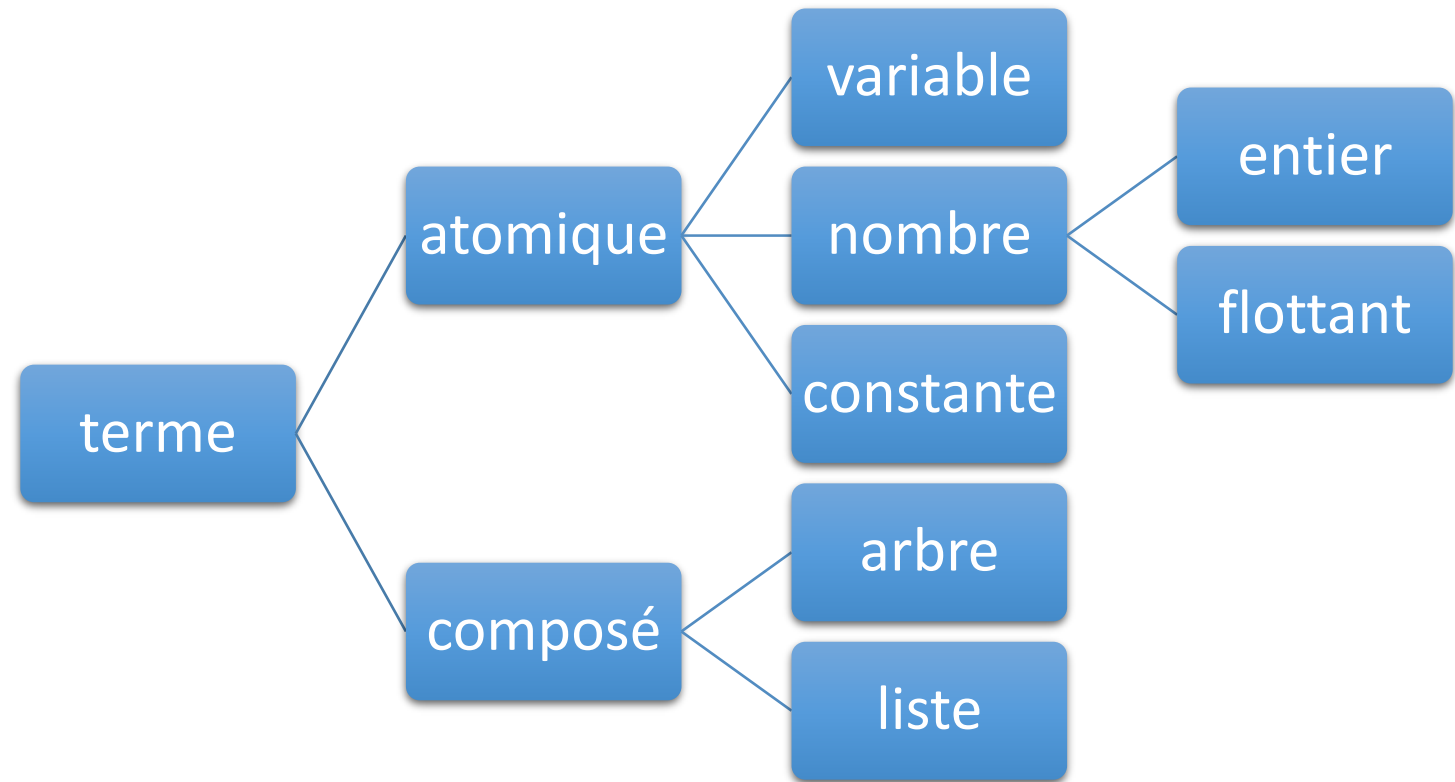 terme
atomique
variable
nombre
entier
flottant
constante
composé
arbre
liste